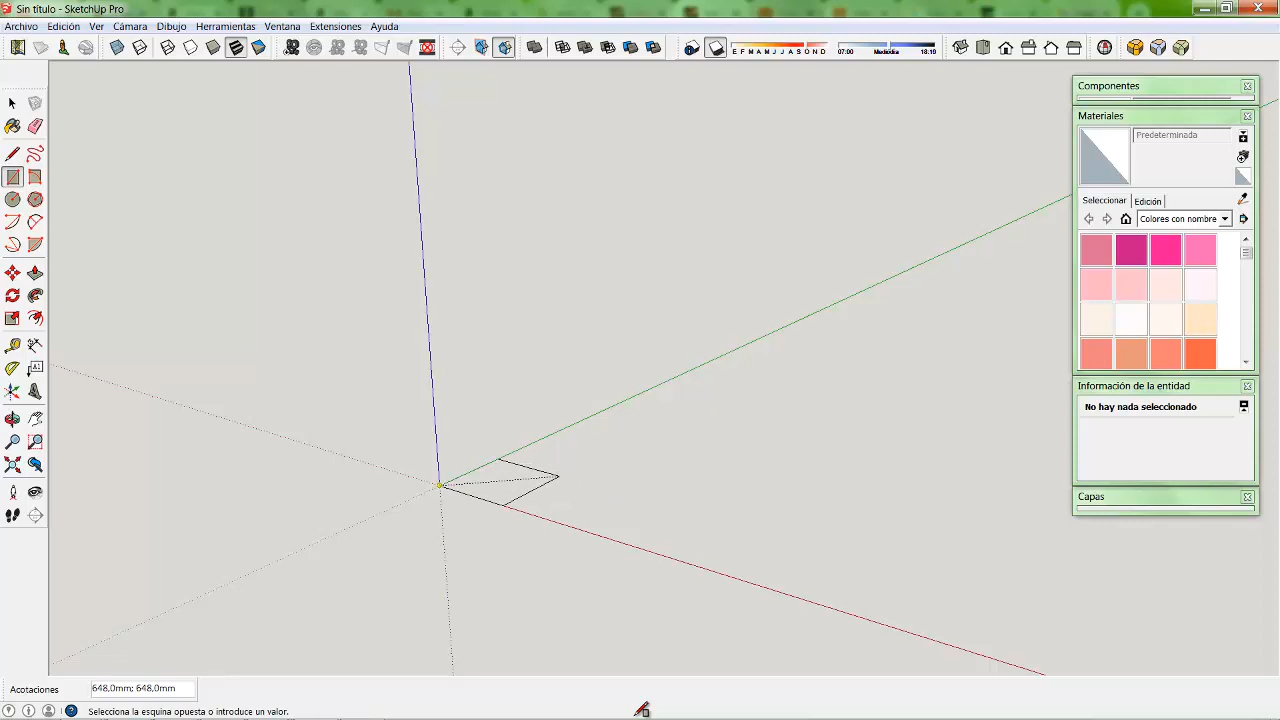 Sin título - SketchUp Pro
Archivo Edición Ver Cámara Dibujo Herramientas Ventana Extensiones Ayuda
E F M A M J J A S O N D 07:00 Mediodía 18:19
Componentes
Materiales
Predeterminada
Seleccionar Edición
Colores con nombre
A1
Información de la entidad
No hay nada seleccionado
Capas
Acotaciones 648,0mm; 648,0mm
Selecciona la esquina opuesta o introduce un valor.